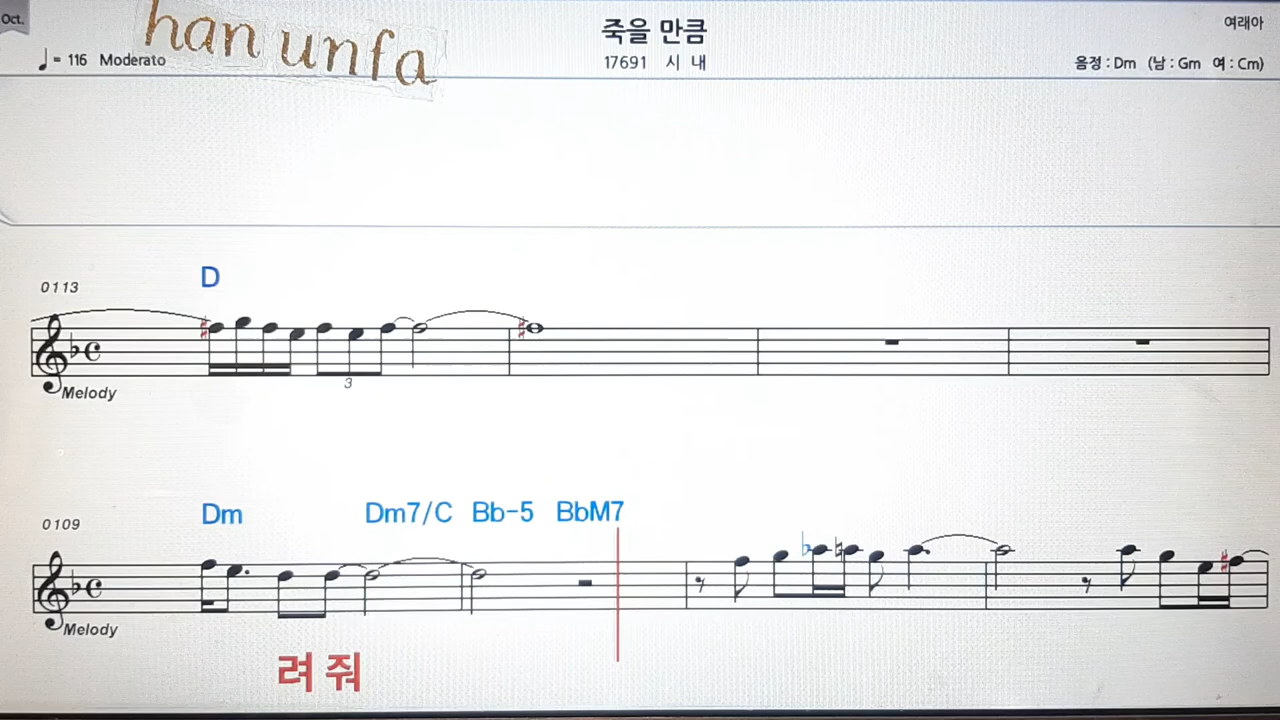 Oct.
han unfa
죽을 만큼
여래아
♩= 116 Moderato
17691 시 내
음정 : Dm (남 : Gm 여 : Cm)
D
0113
3
Melody
Dm Dm7/C Bb-5 BbM7
0109
Melody
려 줘